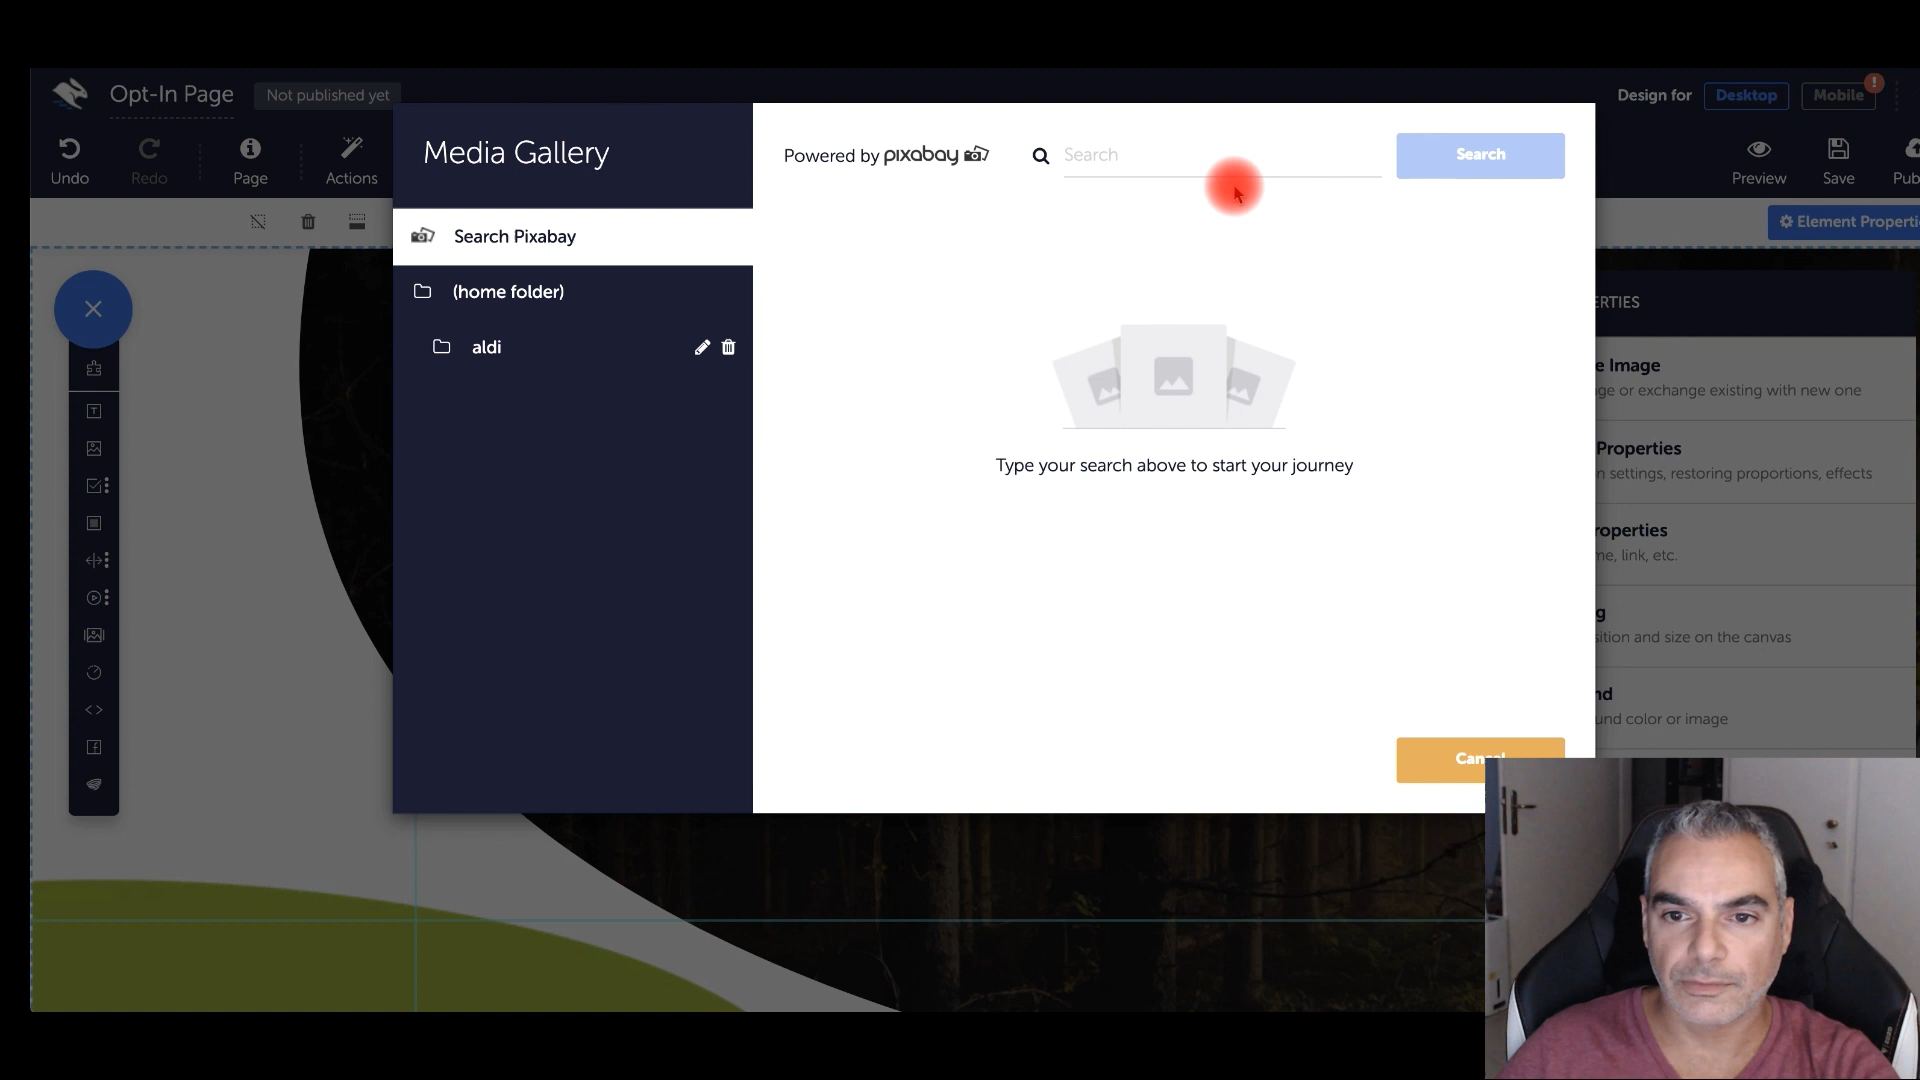 Opt-In Page
Not published yet
Design for
Desktop
Mobile
!
Undo
Redo
Page
Actions
Preview
Save
Pub
Media Gallery
Powered by pixabay
Search
Search
Search Pixabay
(home folder)
aldi
Type your search above to start your journey
Cancel
Element Properti
ERTIES
e Image
ge or exchange existing with new one
Properties
n settings, restoring proportions, effects
roperties
me, link, etc.
g
sition and size on the canvas
nd
und color or image